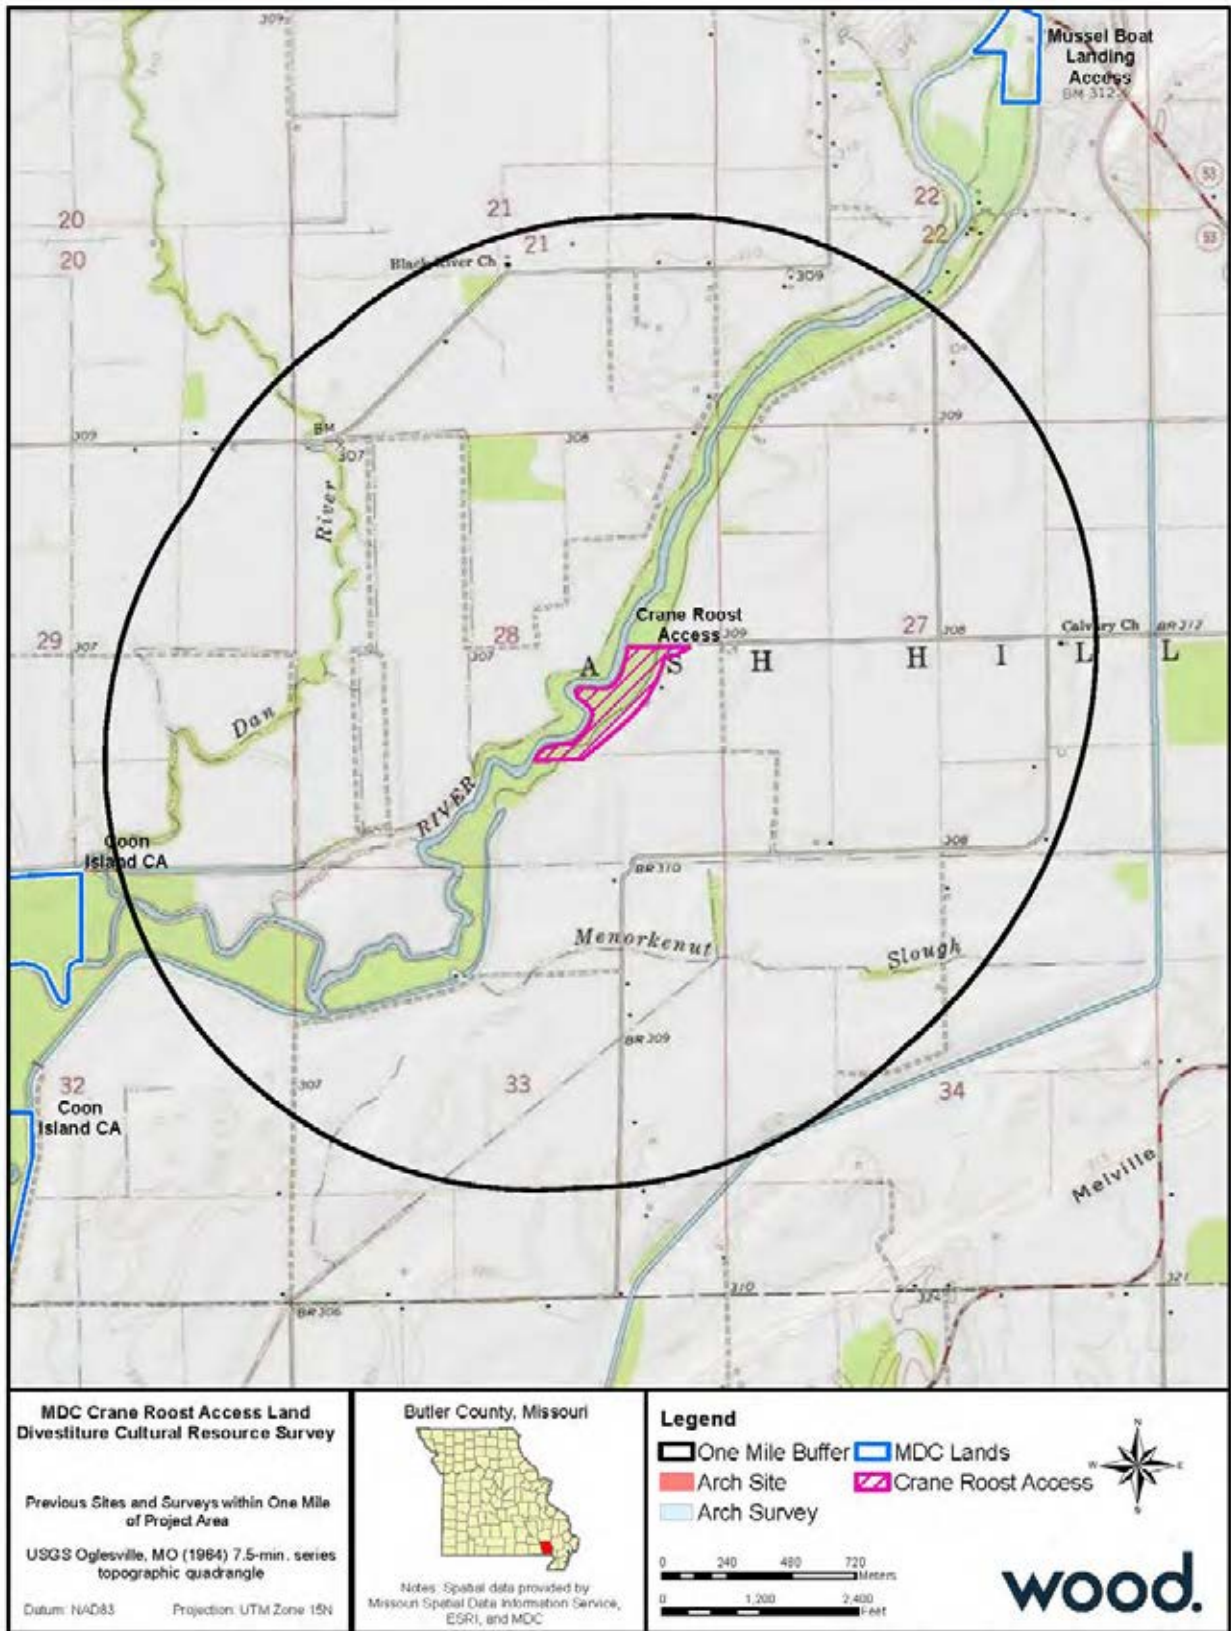 309
Mussel Boat
Landing
Access
BM 312
53
53
20
20
21
21
22
22
Black River Ch
309
309
BM
307
308
309
River
Crane Roost
Access
29
307
28
307
309
27
308
Calvary Ch
BR 312
A S H H I L L
Dan
RIVER
Coon
Island CA
308
BR 310
Menorkenut
Slough
BR 309
32
Coon
Island CA
307
33
34
Melville
BR 306
310
324
321
MDC Crane Roost Access Land
Divestiture Cultural Resource Survey
Previous Sites and Surveys within One Mile
of Project Area
USGS Oglesville, MO (1964) 7.5-min. series
topographic quadrangle
Datum: NAD83 Projection: UTM Zone 15N
Butler County, Missouri
Notes: Spatial data provided by
Missouri Spatial Data Information Service,
ESRI, and MDC
Legend
One Mile Buffer MDC Lands
Arch Site Crane Roost Access
Arch Survey
N
W E
S
0 240 480 720
Meters
0 1,200 2,400
Feet
wood.